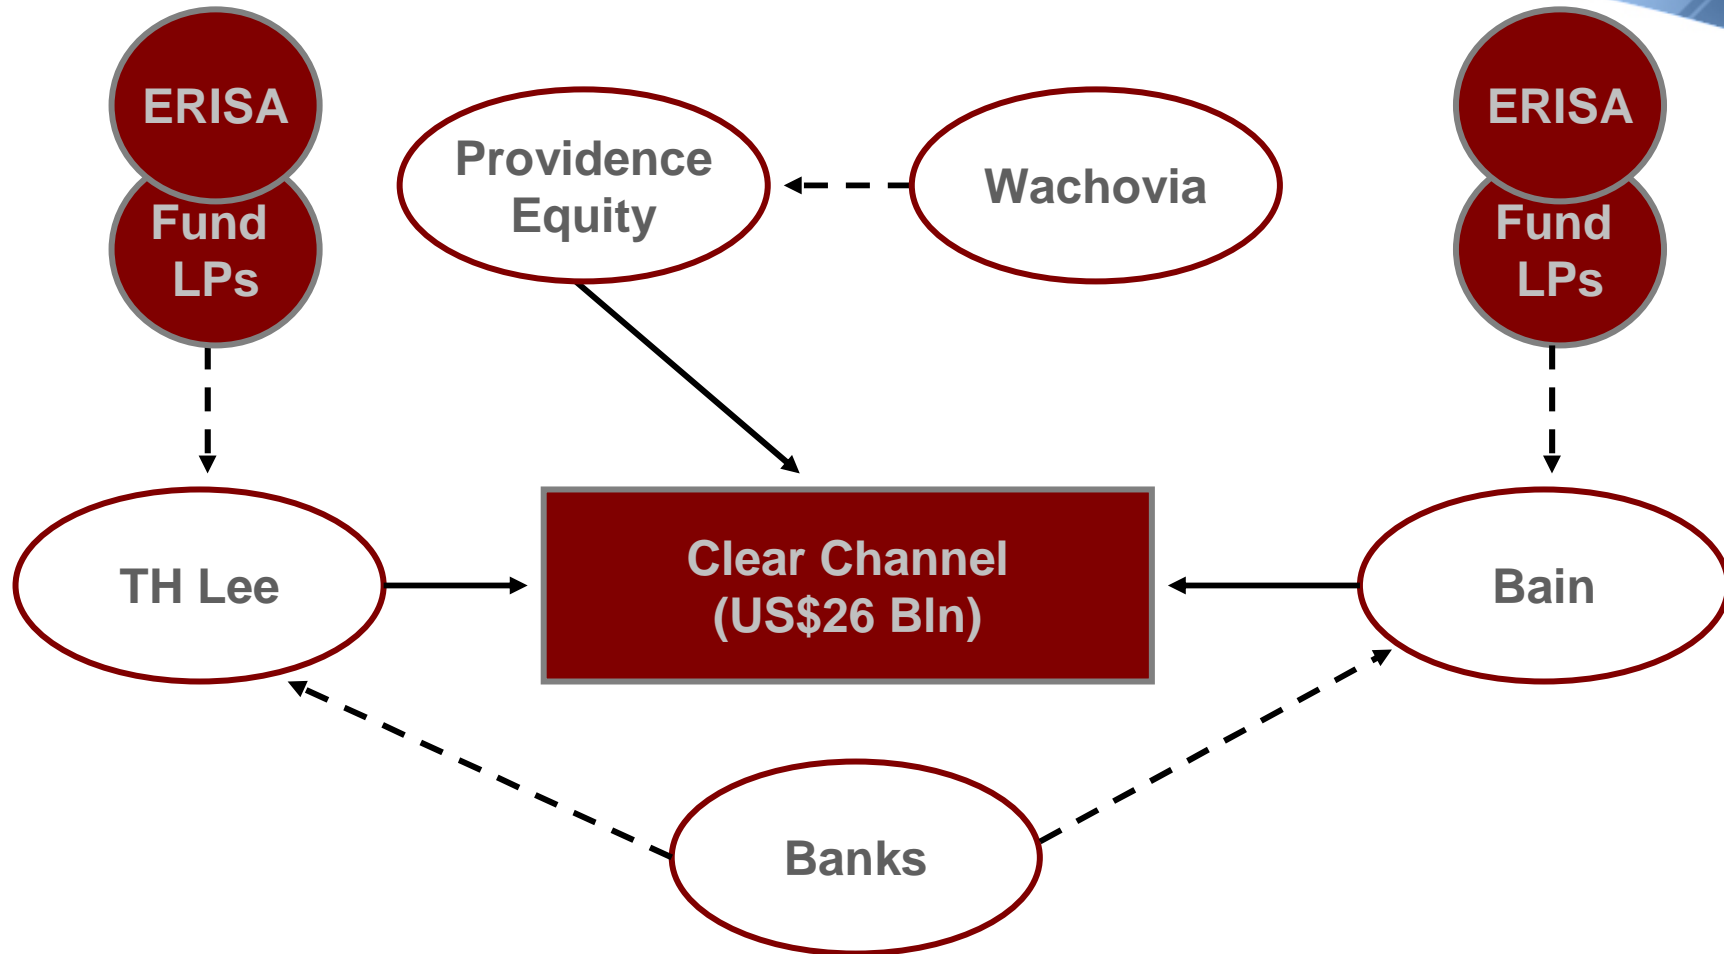 ERISA
Fund
LPs
Providence
Equity
Wachovia
ERISA
Fund
LPs
TH Lee
Clear Channel
(US$26 Bln)
Bain
Banks